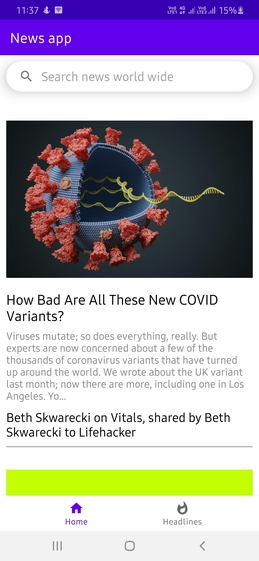 11:37
15%
News app
Search news world wide
How Bad Are All These New COVID
Variants?
Viruses mutate; so does everything, really. But
experts are now concerned about a few of the
thousands of coronavirus variants that have turned
up around the world. We wrote about the UK variant
last month; now there are more, including one in Los
Angeles. Yo...
Beth Skwarecki on Vitals, shared by Beth
Skwarecki to Lifehacker
Home
Headlines